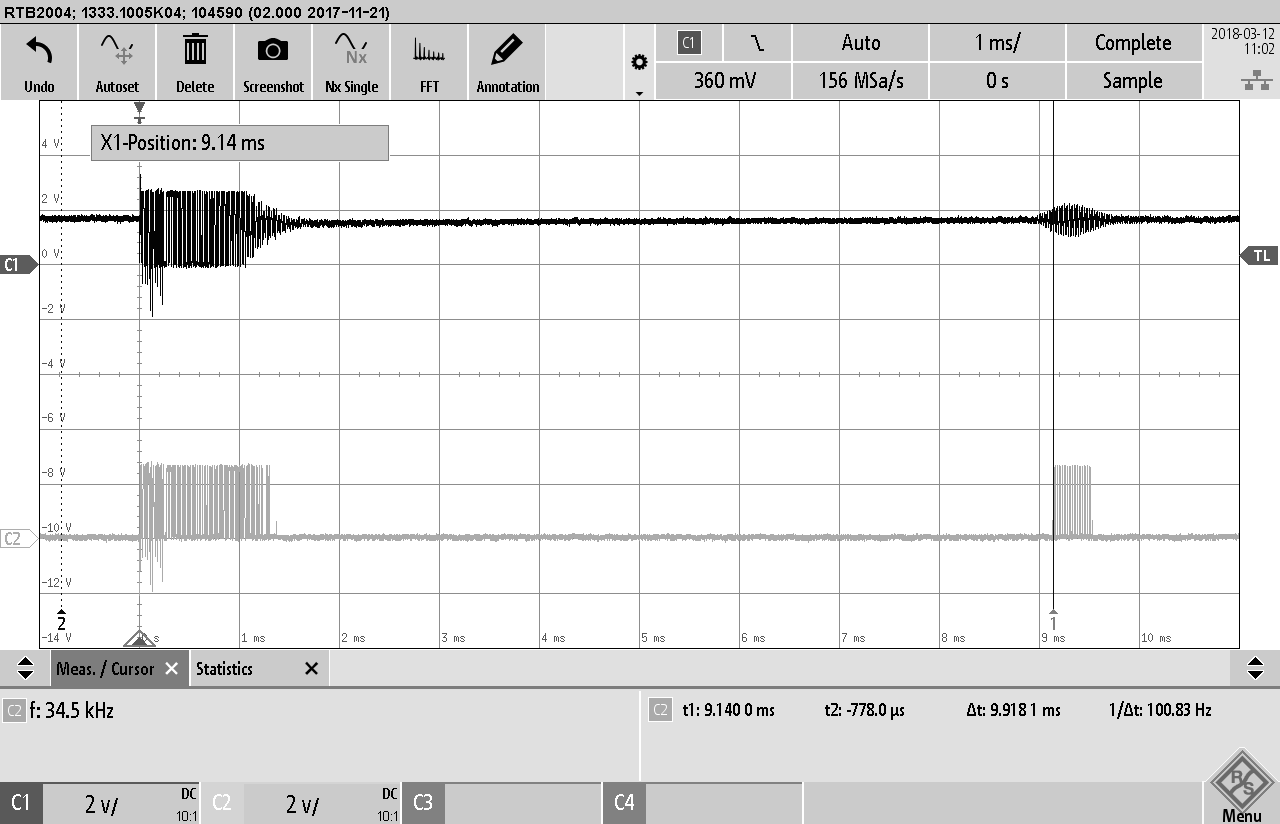 RTB2004; 1333.1005K04; 104590 (02.000 2017-11-21)
Undo Autoset Delete Screenshot Nx Single FFT Annotation
Nx
C1 Auto 1 ms/ Complete
360 mV 156 MSa/s 0 s Sample
2018-03-12
11:02
X1-Position: 9.14 ms
4 V
2 V
0 V
-2 V
-4 V
-6 V
-8 V
-10 V
-12 V
-14 V
C1
TL
C2
2
1
s 1 ms 2 ms 3 ms 4 ms 5 ms 6 ms 7 ms 8 ms 9 ms 10 ms
Meas. / Cursor Statistics
C2 f: 34.5 kHz
C2 t1: 9.140 0 ms t2: -778.0 µs Δt: 9.918 1 ms 1/Δt: 100.83 Hz
C1 2 V/ DC 10:1 C2 2 V/ DC 10:1 C3 C4
R S
Menu